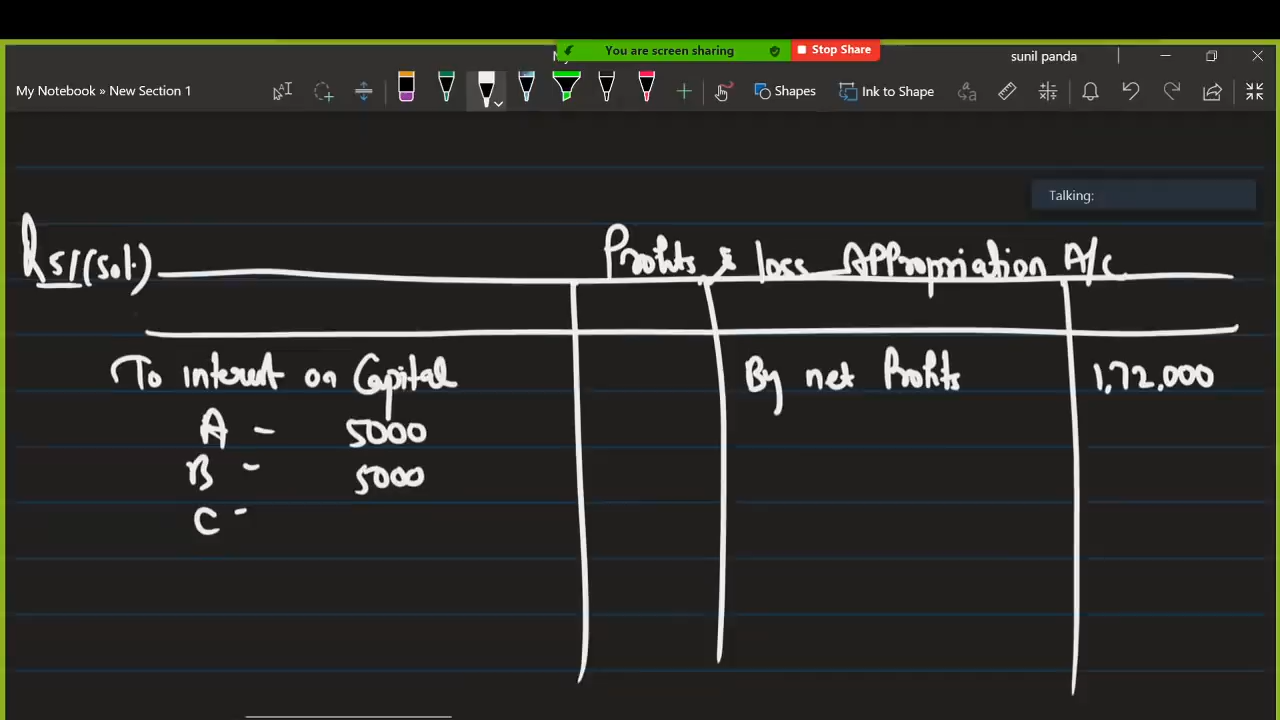 You are screen sharing
Stop Share
sunil panda
My Notebook » New Section 1
Shapes
Ink to Shape
Talking:
51(Sol.)
Profits & loss Appropriation A/c
To interest on Capital
By net Profits
1,72,000
A - 5000
B - 5000
C -